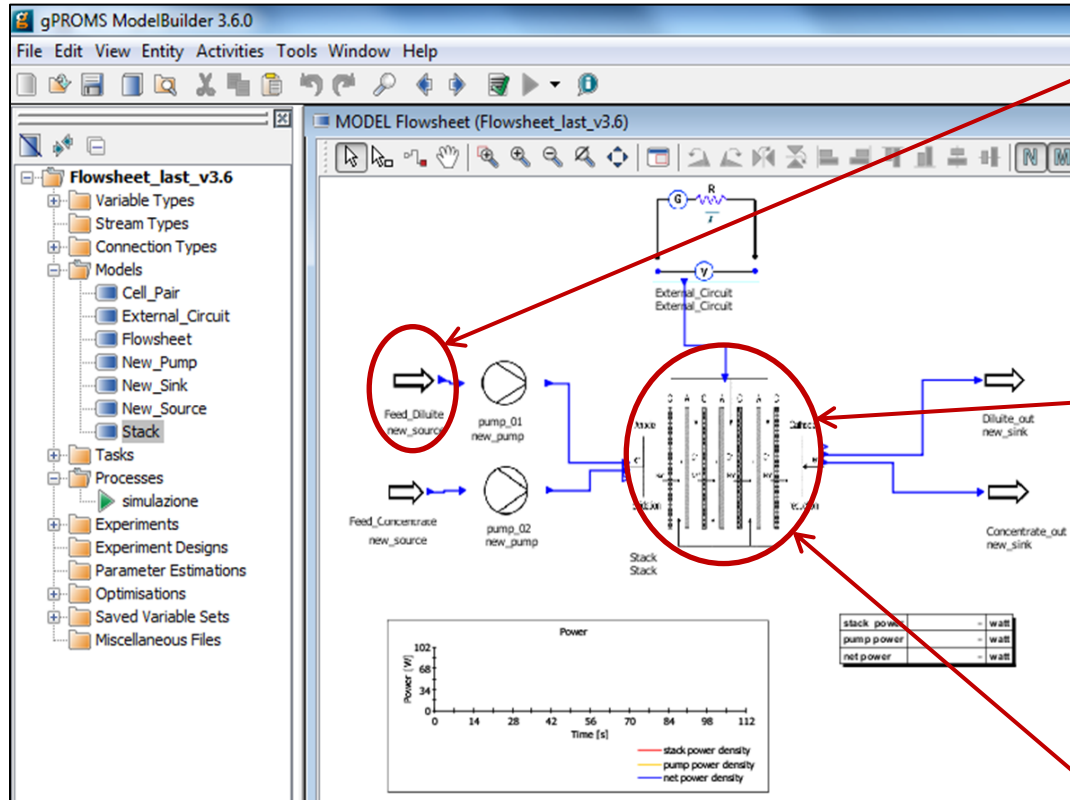 gPROMS ModelBuilder 3.6.0
File Edit View Entity Activities Tools Window Help
MODEL Flowsheet (Flowsheet_last_v3.6)
N M
Flowsheet_last_v3.6
Variable Types
Stream Types
Connection Types
Models
Cell_Pair
External_Circuit
Flowsheet
New_Pump
New_Sink
New_Source
Stack
Tasks
Processes
simulazione
Experiments
Experiment Designs
Parameter Estimations
Optimisations
Saved Variable Sets
Miscellaneous Files
R
G
I
V
External_Circuit
External_Circuit
Feed_Diluite
new_source
pump_01
new_pump
Feed_Concentrate
new_source
pump_02
new_pump
C A C A C A C
Stack
Stack
Diluite_out
new_sink
Concentrate_out
new_sink
stack power - watt
pump power - watt
net power - watt
Power
Power [W]
102
68
34
0
0 14 28 42 56 70 84 98 112
Time [s]
stack power density
pump power density
net power density